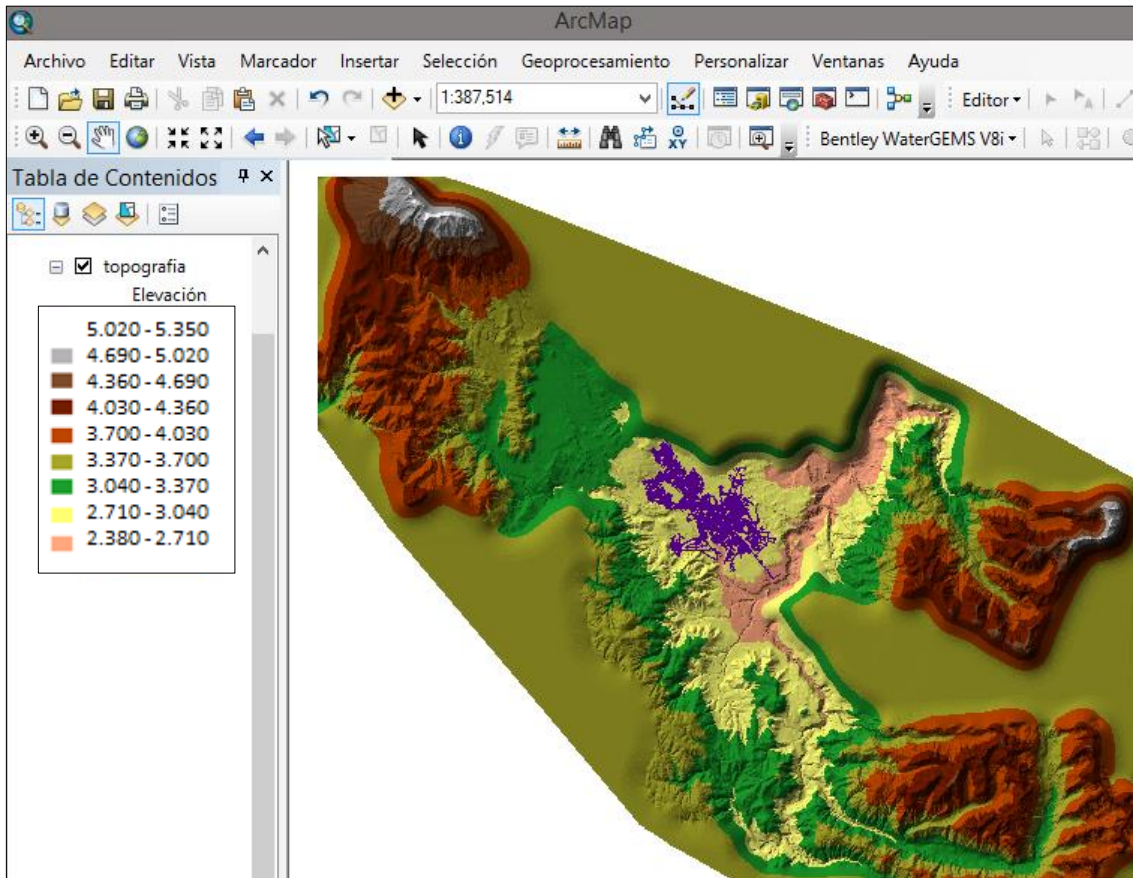 ArcMap
Archivo Editar Vista Marcador Insertar Selección Geoprocesamiento Personalizar Ventanas Ayuda
1:387,514 Editor
XY Bentley WaterGEMS V8i
Tabla de Contenidos
topografia
Elevación
5.020 - 5.350
4.690 - 5.020
4.360 - 4.690
4.030 - 4.360
3.700 - 4.030
3.370 - 3.700
3.040 - 3.370
2.710 - 3.040
2.380 - 2.710